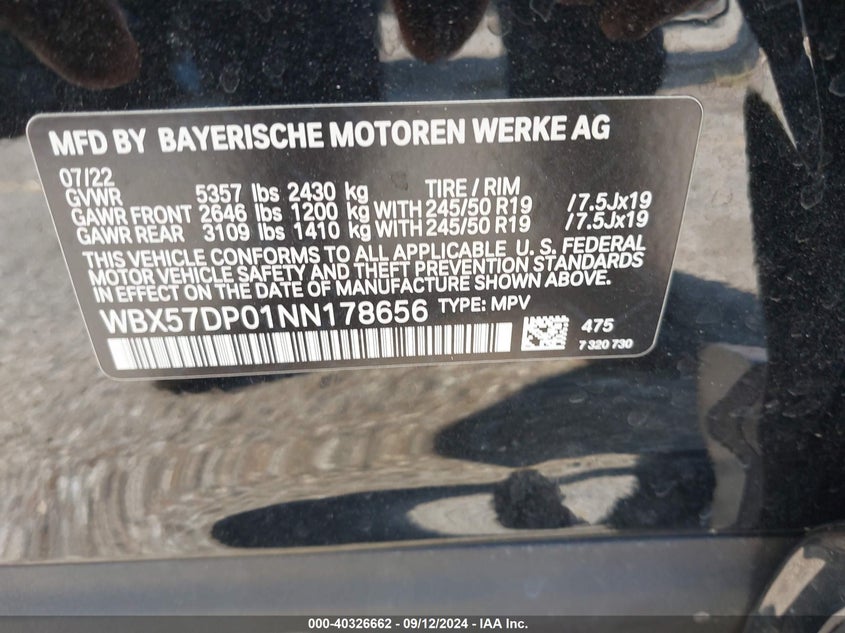 MFD BY BAYERISCHE MOTOREN WERKE AG
07/22 TIRE / RIM
GVWR 5357 lbs 2430 kg
GAWR FRONT 2646 lbs 1200 kg WITH 245/50 R19 /7.5Jx19
GAWR REAR 3109 lbs 1410 kg WITH 245/50 R19 /7.5Jx19
THIS VEHICLE CONFORMS TO ALL APPLICABLE U. S. FEDERAL
MOTOR VEHICLE SAFETY AND THEFT PREVENTION STANDARDS
IN EFFECT ON THE DATE OF MANUFACTURE SHOWN ABOVE.
WBX57DP01NN178656 TYPE: MPV
475
7 320 730
000-40326662 - 09/12/2024 - IAA Inc.